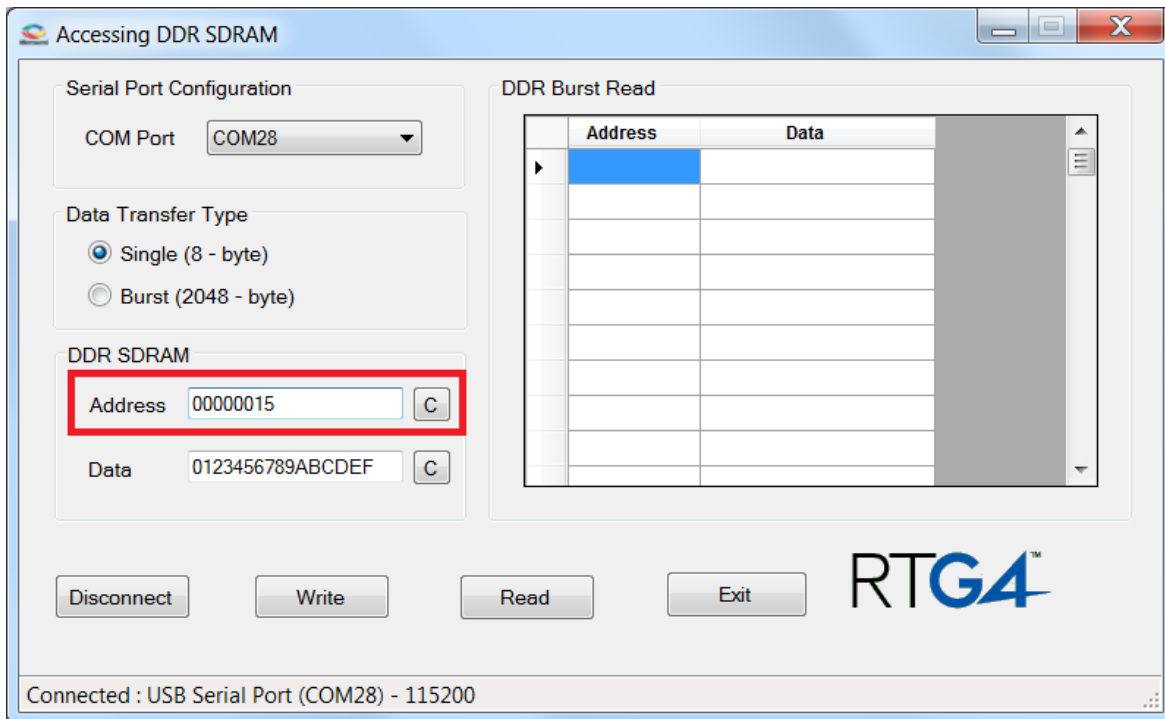 Accessing DDR SDRAM
Serial Port Configuration
COM Port COM28
Data Transfer Type
Single (8 - byte)
Burst (2048 - byte)
DDR SDRAM
Address 00000015 C
Data 0123456789ABCDEF C
DDR Burst Read
Address Data
Disconnect Write Read Exit
RTG4™
Connected : USB Serial Port (COM28) - 115200